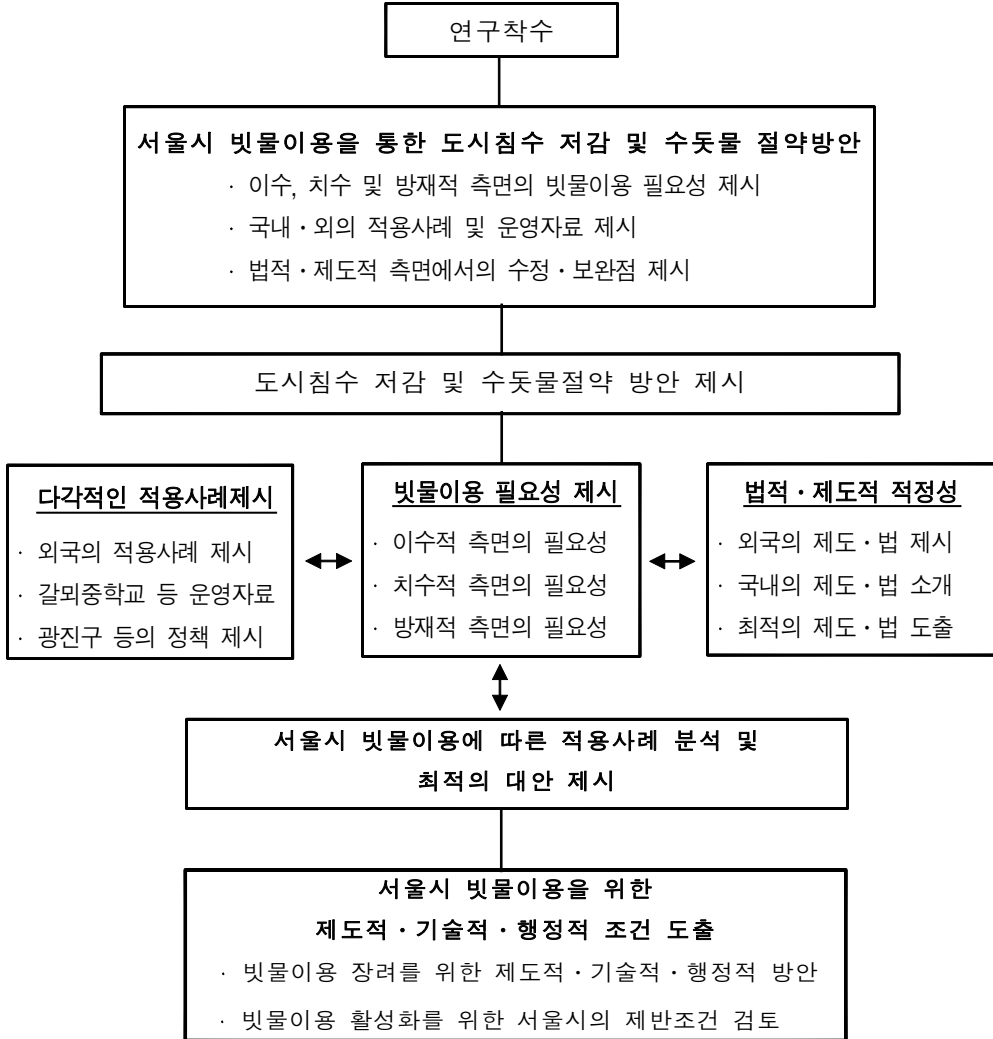 연구착수
서울시 빗물이용을 통한 도시침수 저감 및 수돗물 절약방안
· 이수, 치수 및 방재적 측면의 빗물이용 필요성 제시
· 국내·외의 적용사례 및 운영자료 제시
· 법적·제도적 측면에서의 수정·보완점 제시
도시침수 저감 및 수돗물절약 방안 제시
다각적인 적용사례제시
· 외국의 적용사례 제시
· 갈뫼중학교 등 운영자료
· 광진구 등의 정책 제시
빗물이용 필요성 제시
· 이수적 측면의 필요성
· 치수적 측면의 필요성
· 방재적 측면의 필요성
법적·제도적 적정성
· 외국의 제도·법 제시
· 국내의 제도·법 소개
· 최적의 제도·법 도출
서울시 빗물이용에 따른 적용사례 분석 및
최적의 대안 제시
서울시 빗물이용을 위한
제도적·기술적·행정적 조건 도출
· 빗물이용 장려를 위한 제도적·기술적·행정적 방안
· 빗물이용 활성화를 위한 서울시의 제반조건 검토